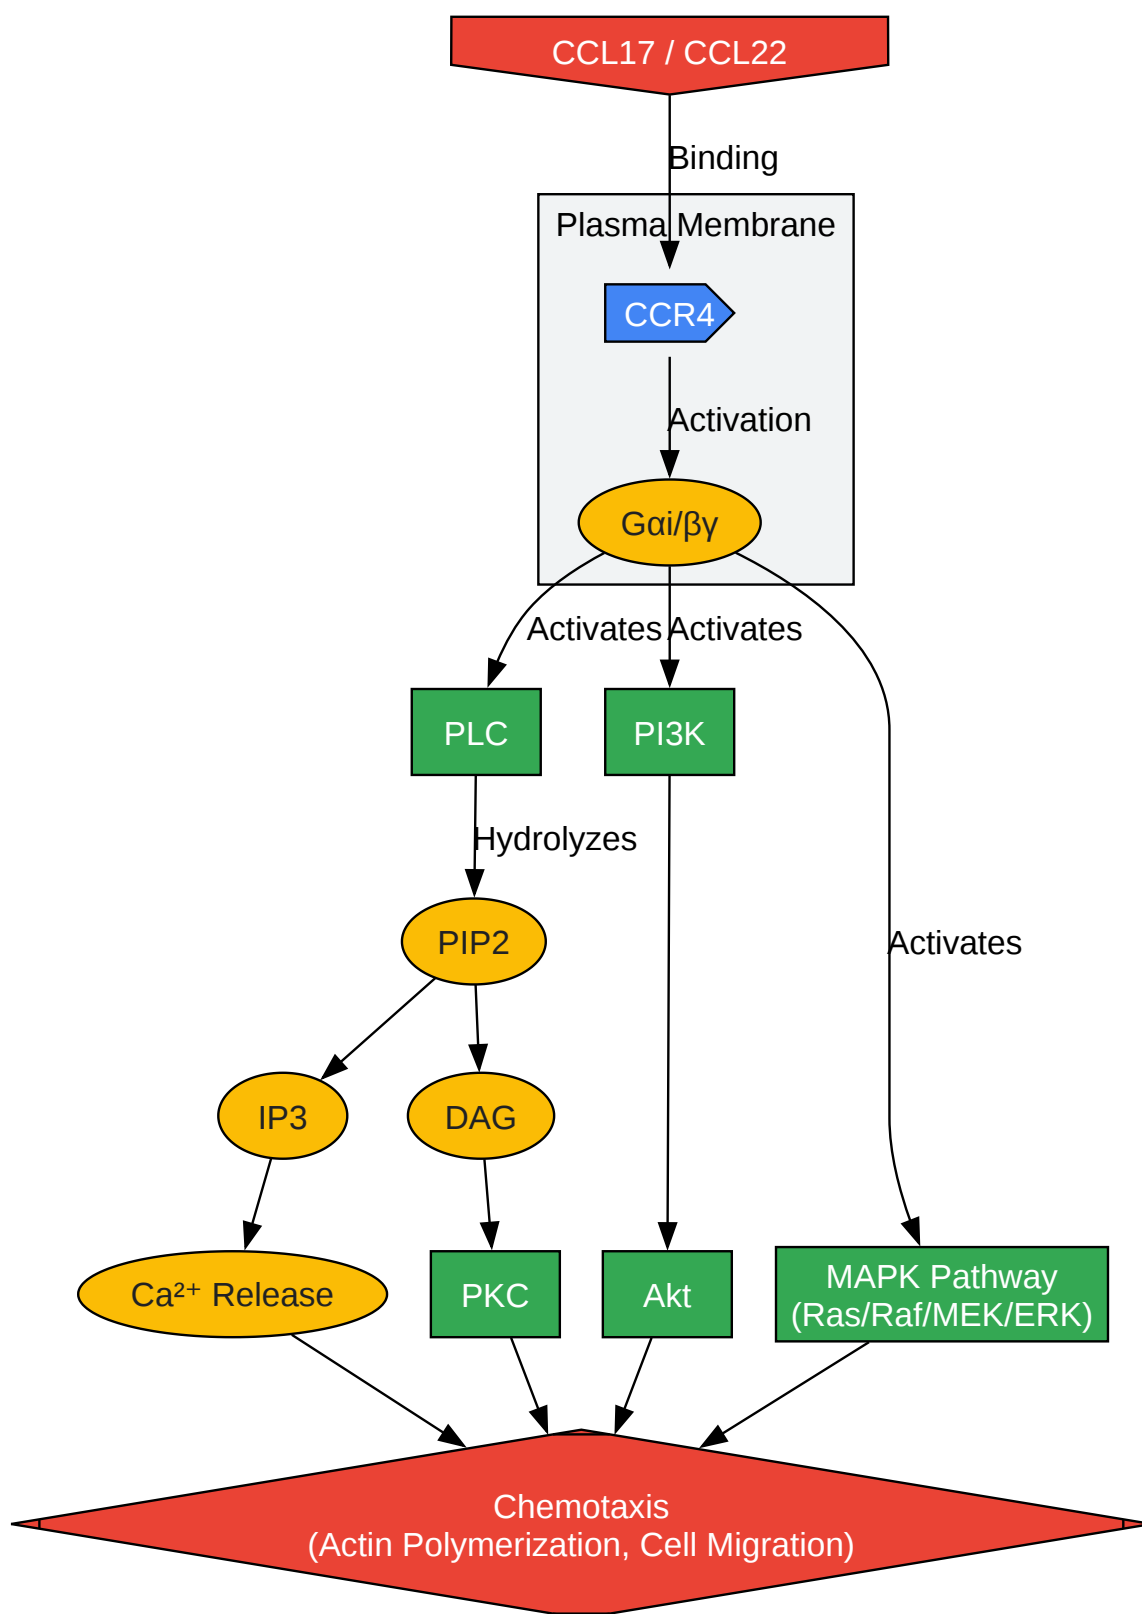 CCL17 / CCL22
Binding
Plasma Membrane
CCR4
Activation
Gαi/βγ
Activates
Activates
PLC
PI3K
Hydrolyzes
PIP2
Activates
IP3
DAG
Ca²⁺ Release
PKC
Akt
MAPK Pathway
(Ras/Raf/MEK/ERK)
Chemotaxis
(Actin Polymerization, Cell Migration)